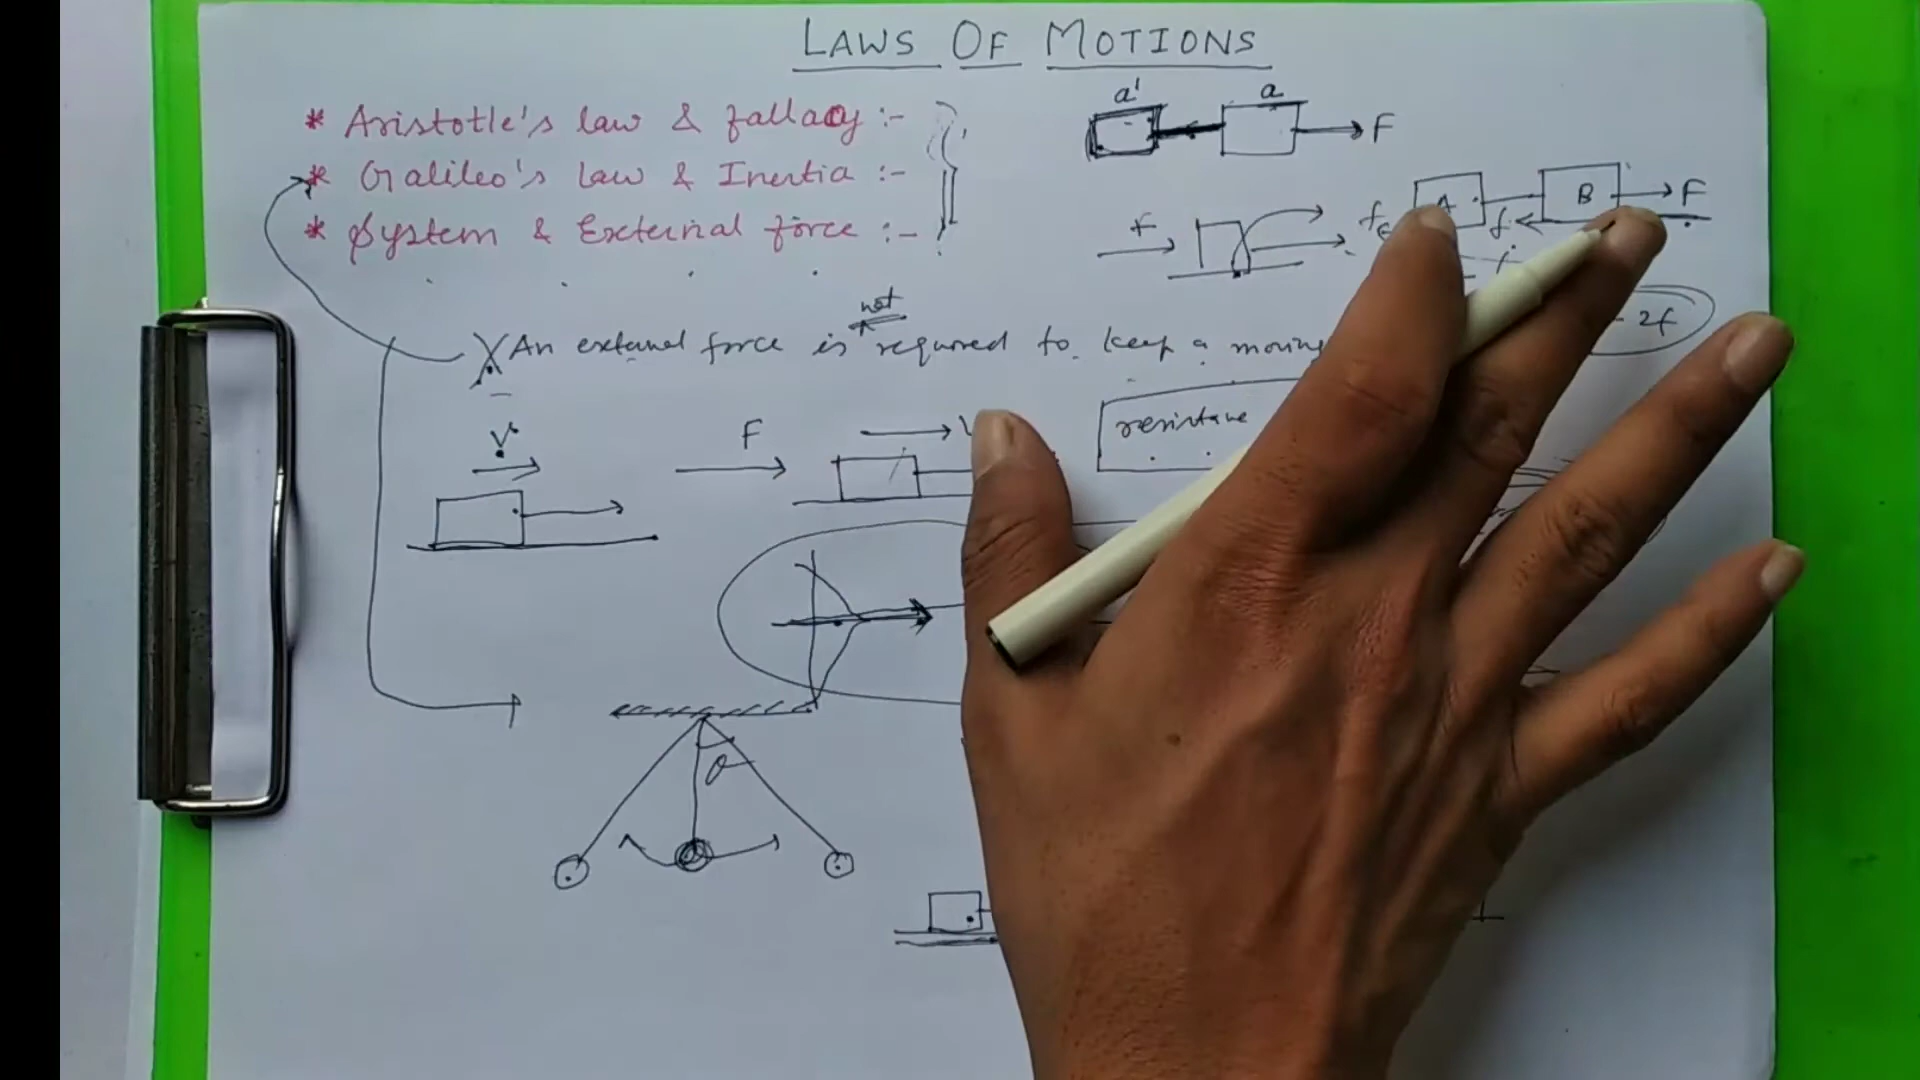 LAWS OF MOTIONS
* Aristotle's law & fallacy :-
* Galileo's law & Inertia :-
* System & External force :-
a' a F
F
A B F
f f
- 2f
not
An external force is required to keep a moving
resistance
V F
θ